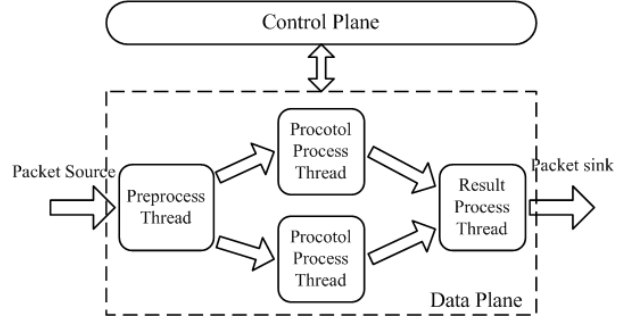 Control Plane
Procotol
Process
Thread
Packet Source
Packet sink
Preprocess
Thread
Result
Process
Thread
Procotol
Process
Thread
Data Plane